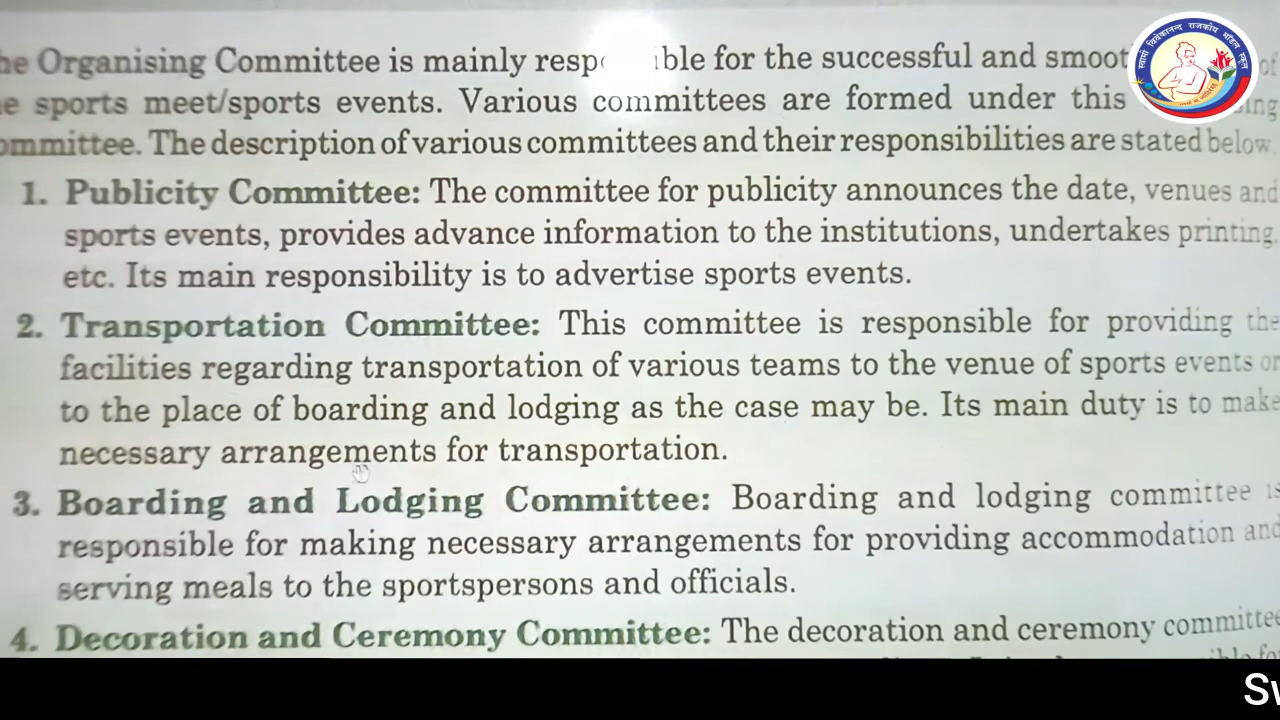 he Organising Committee is mainly resp ible for the successful and smoot of
e sports meet/sports events. Various committees are formed under this sing
ommittee. The description of various committees and their responsibilities are stated below.
1. Publicity Committee: The committee for publicity announces the date, venues and
sports events, provides advance information to the institutions, undertakes printing,
etc. Its main responsibility is to advertise sports events.
2. Transportation Committee: This committee is responsible for providing the
facilities regarding transportation of various teams to the venue of sports events or
to the place of boarding and lodging as the case may be. Its main duty is to make
necessary arrangements for transportation.
3. Boarding and Lodging Committee: Boarding and lodging committee is
responsible for making necessary arrangements for providing accommodation and
serving meals to the sportspersons and officials.
4. Decoration and Ceremony Committee: The decoration and ceremony committee
स्वामी विवेकानन्द राजकीय मॉडल स्कूल
Sw